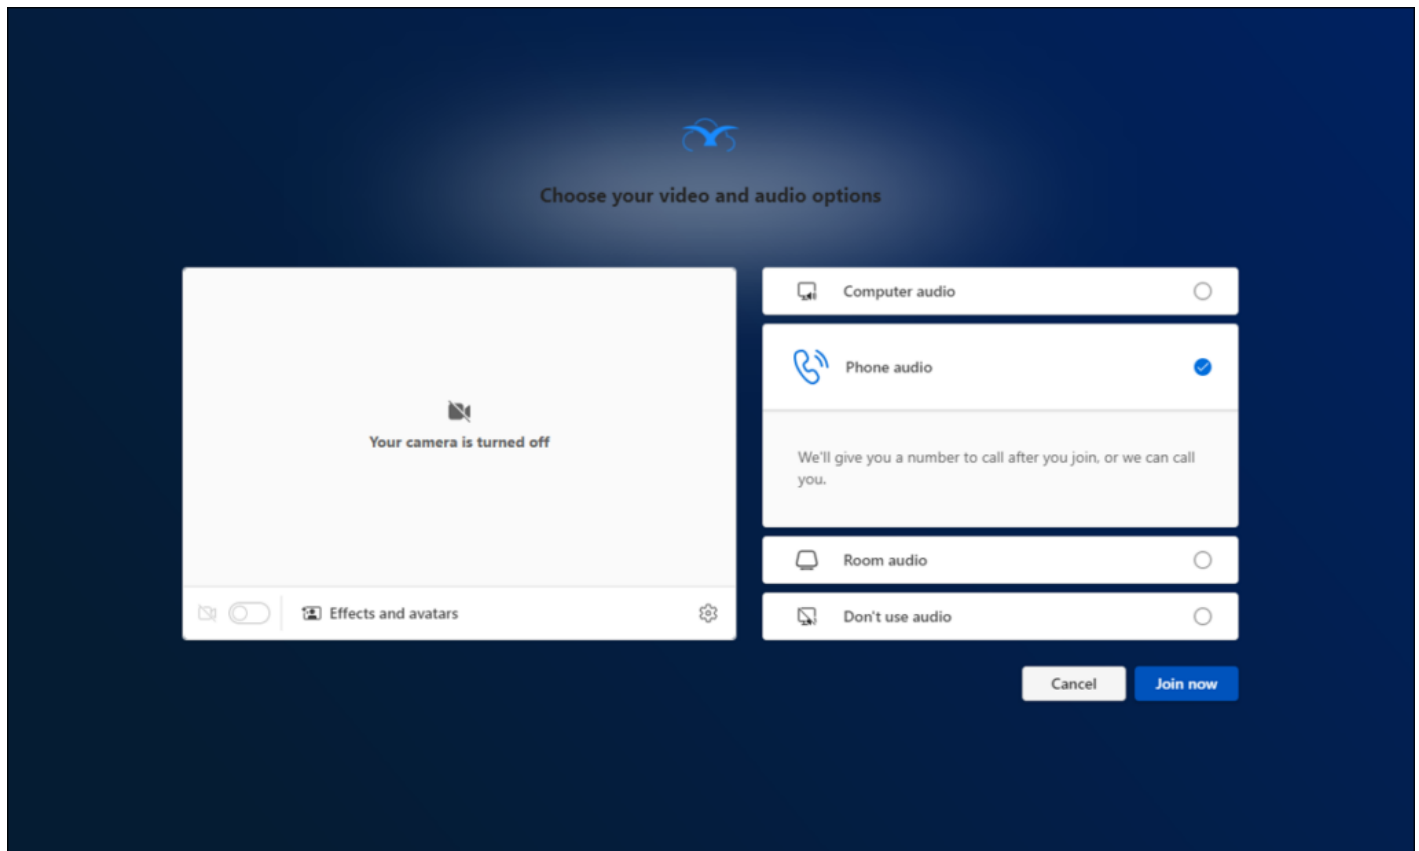 Choose your video and audio options
Your camera is turned off
Effects and avatars
Computer audio
Phone audio
We'll give you a number to call after you join, or we can call
you.
Room audio
Don't use audio
Cancel
Join now